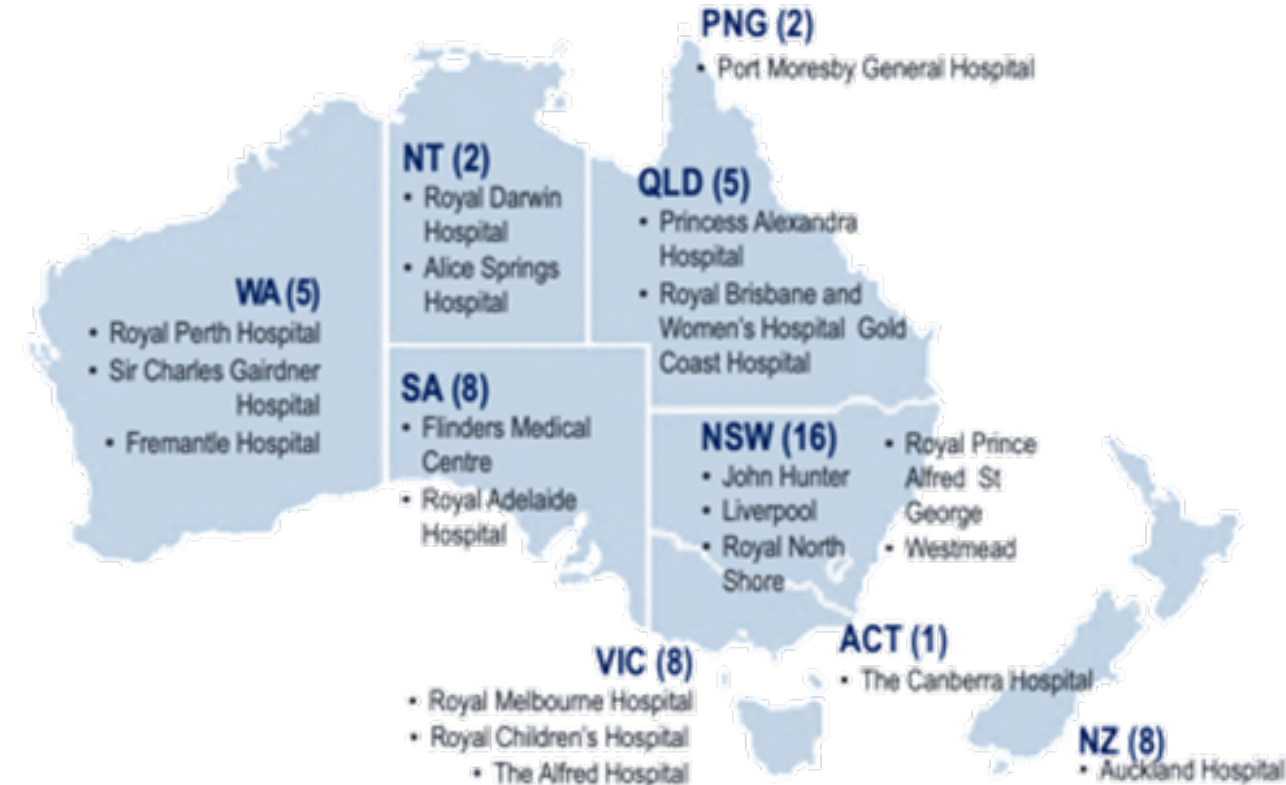 PNG (2)
• Port Moresby General Hospital
NT (2)
• Royal Darwin
Hospital
• Alice Springs
Hospital
QLD (5)
• Princess Alexandra
Hospital
• Royal Brisbane and
Women's Hospital Gold
Coast Hospital
WA (5)
• Royal Perth Hospital
• Sir Charles Gairdner
Hospital
• Fremantle Hospital
SA (8)
• Flinders Medical
Centre
• Royal Adelaide
Hospital
NSW (16)
• John Hunter
• Liverpool
• Royal North
Shore
• Royal Prince
Alfred St
George
• Westmead
VIC (8)
• Royal Melbourne Hospital
• Royal Children's Hospital
• The Alfred Hospital
ACT (1)
• The Canberra Hospital
NZ (8)
• Auckland Hospital